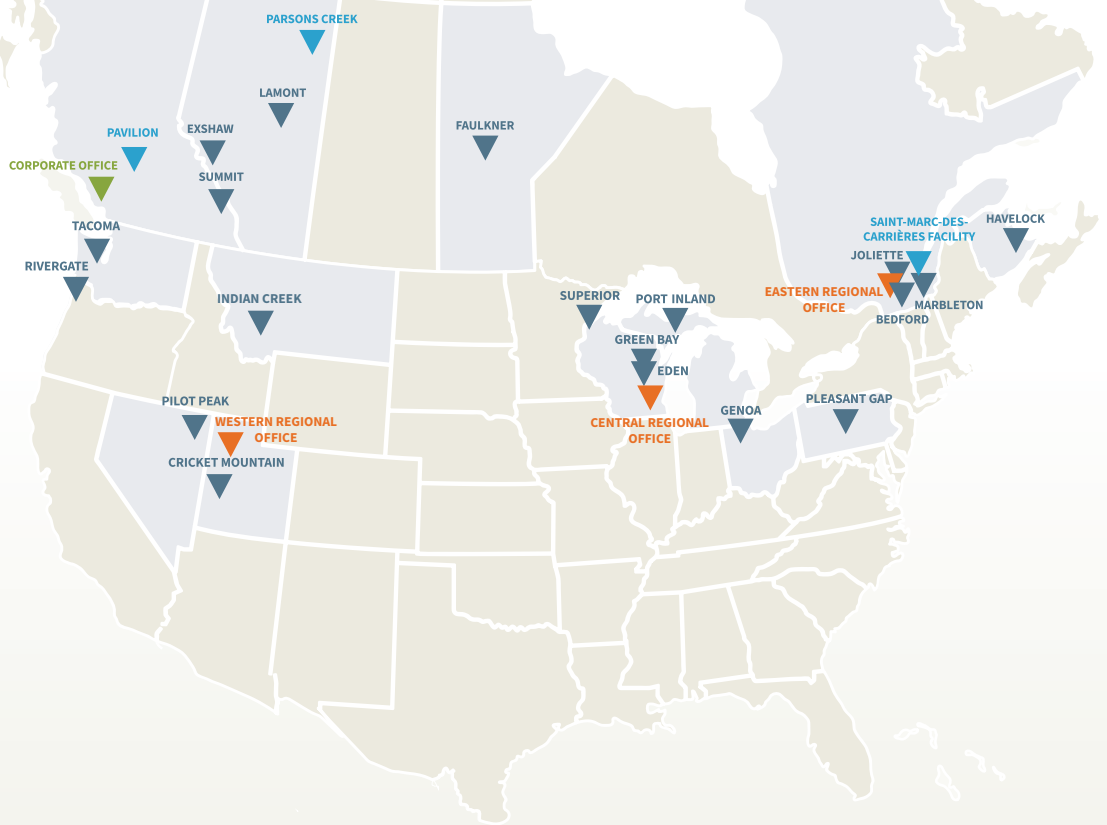 PARSONS CREEK
LAMONT
FAULKNER
EXSHAW
PAVILION
CORPORATE OFFICE
SUMMIT
TACOMA
RIVERGATE
INDIAN CREEK
SAINT-MARC-DES-
CARRIÈRES FACILITY
HAVELOCK
JOLIETTE
EASTERN REGIONAL
OFFICE
MARBLETON
BEDFORD
SUPERIOR
PORT INLAND
GREEN BAY
EDEN
CENTRAL REGIONAL
OFFICE
GENOA
PLEASANT GAP
PILOT PEAK
WESTERN REGIONAL
OFFICE
CRICKET MOUNTAIN